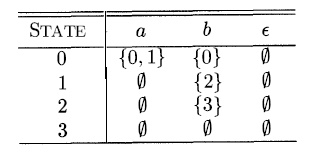 STATE a b ϵ
0 {0, 1} {0} ∅
1 ∅ {2} ∅
2 ∅ {3} ∅
3 ∅ ∅ ∅